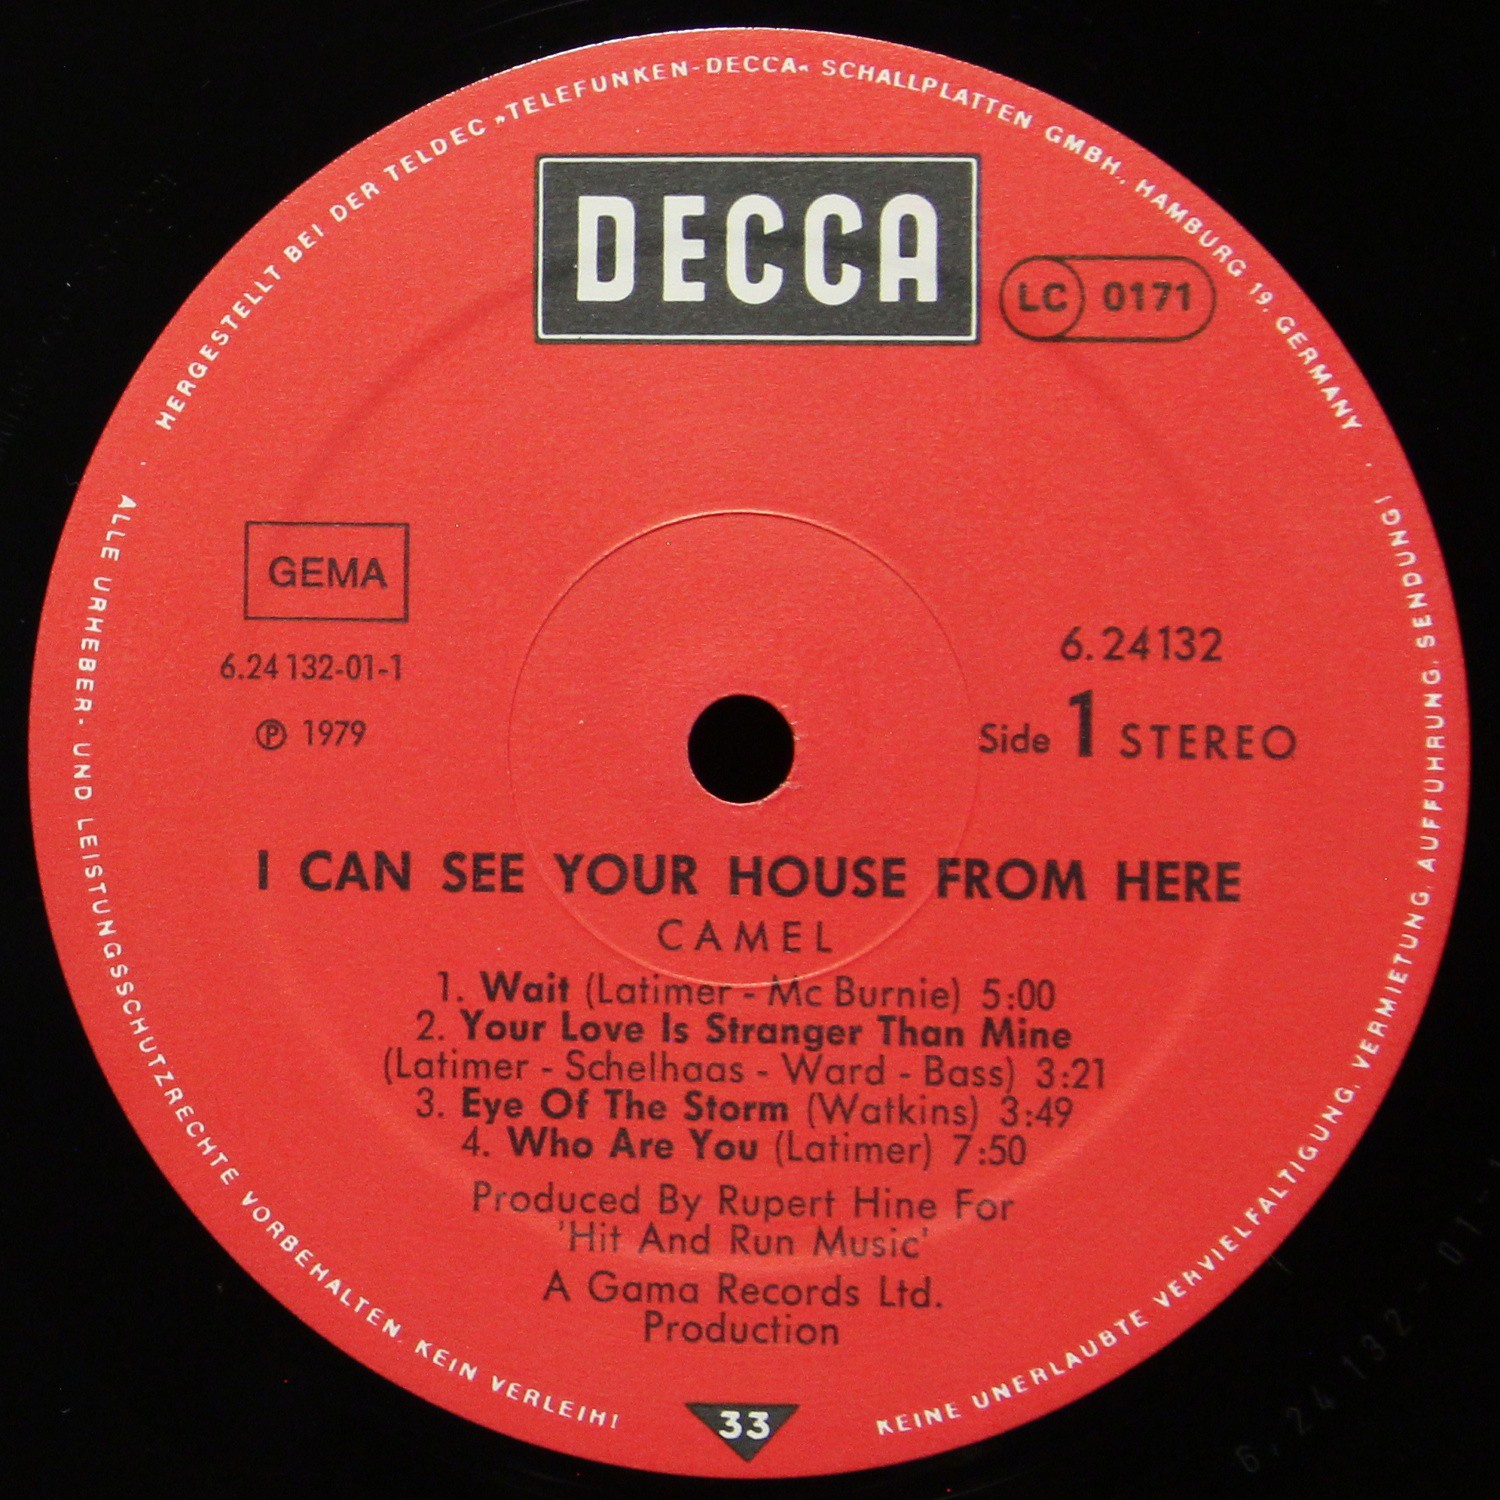 HERGESTELLT BEI DER TELDEC »TELEFUNKEN-DECCA« SCHALLPLATTEN GMBH., HAMBURG 19, GERMANY
DECCA
LC 0171
GEMA
6.24132-01-1
℗ 1979
6.24132
Side 1 STEREO
I CAN SEE YOUR HOUSE FROM HERE
CAMEL
1. Wait (Latimer - Mc Burnie) 5:00
2. Your Love Is Stranger Than Mine
(Latimer - Schelhaas - Ward - Bass) 3:21
3. Eye Of The Storm (Watkins) 3:49
4. Who Are You (Latimer) 7:50
Produced By Rupert Hine For
'Hit And Run Music'
A Gama Records Ltd.
Production
33
ALLE URHEBER- UND LEISTUNGSSCHUTZRECHTE VORBEHALTEN. KEIN VERLEIH!
KEINE UNERLAUBTE VERVIELFÄLTIGUNG, VERMIETUNG, AUFFÜHRUNG, SENDUNG!
6.24132-01-